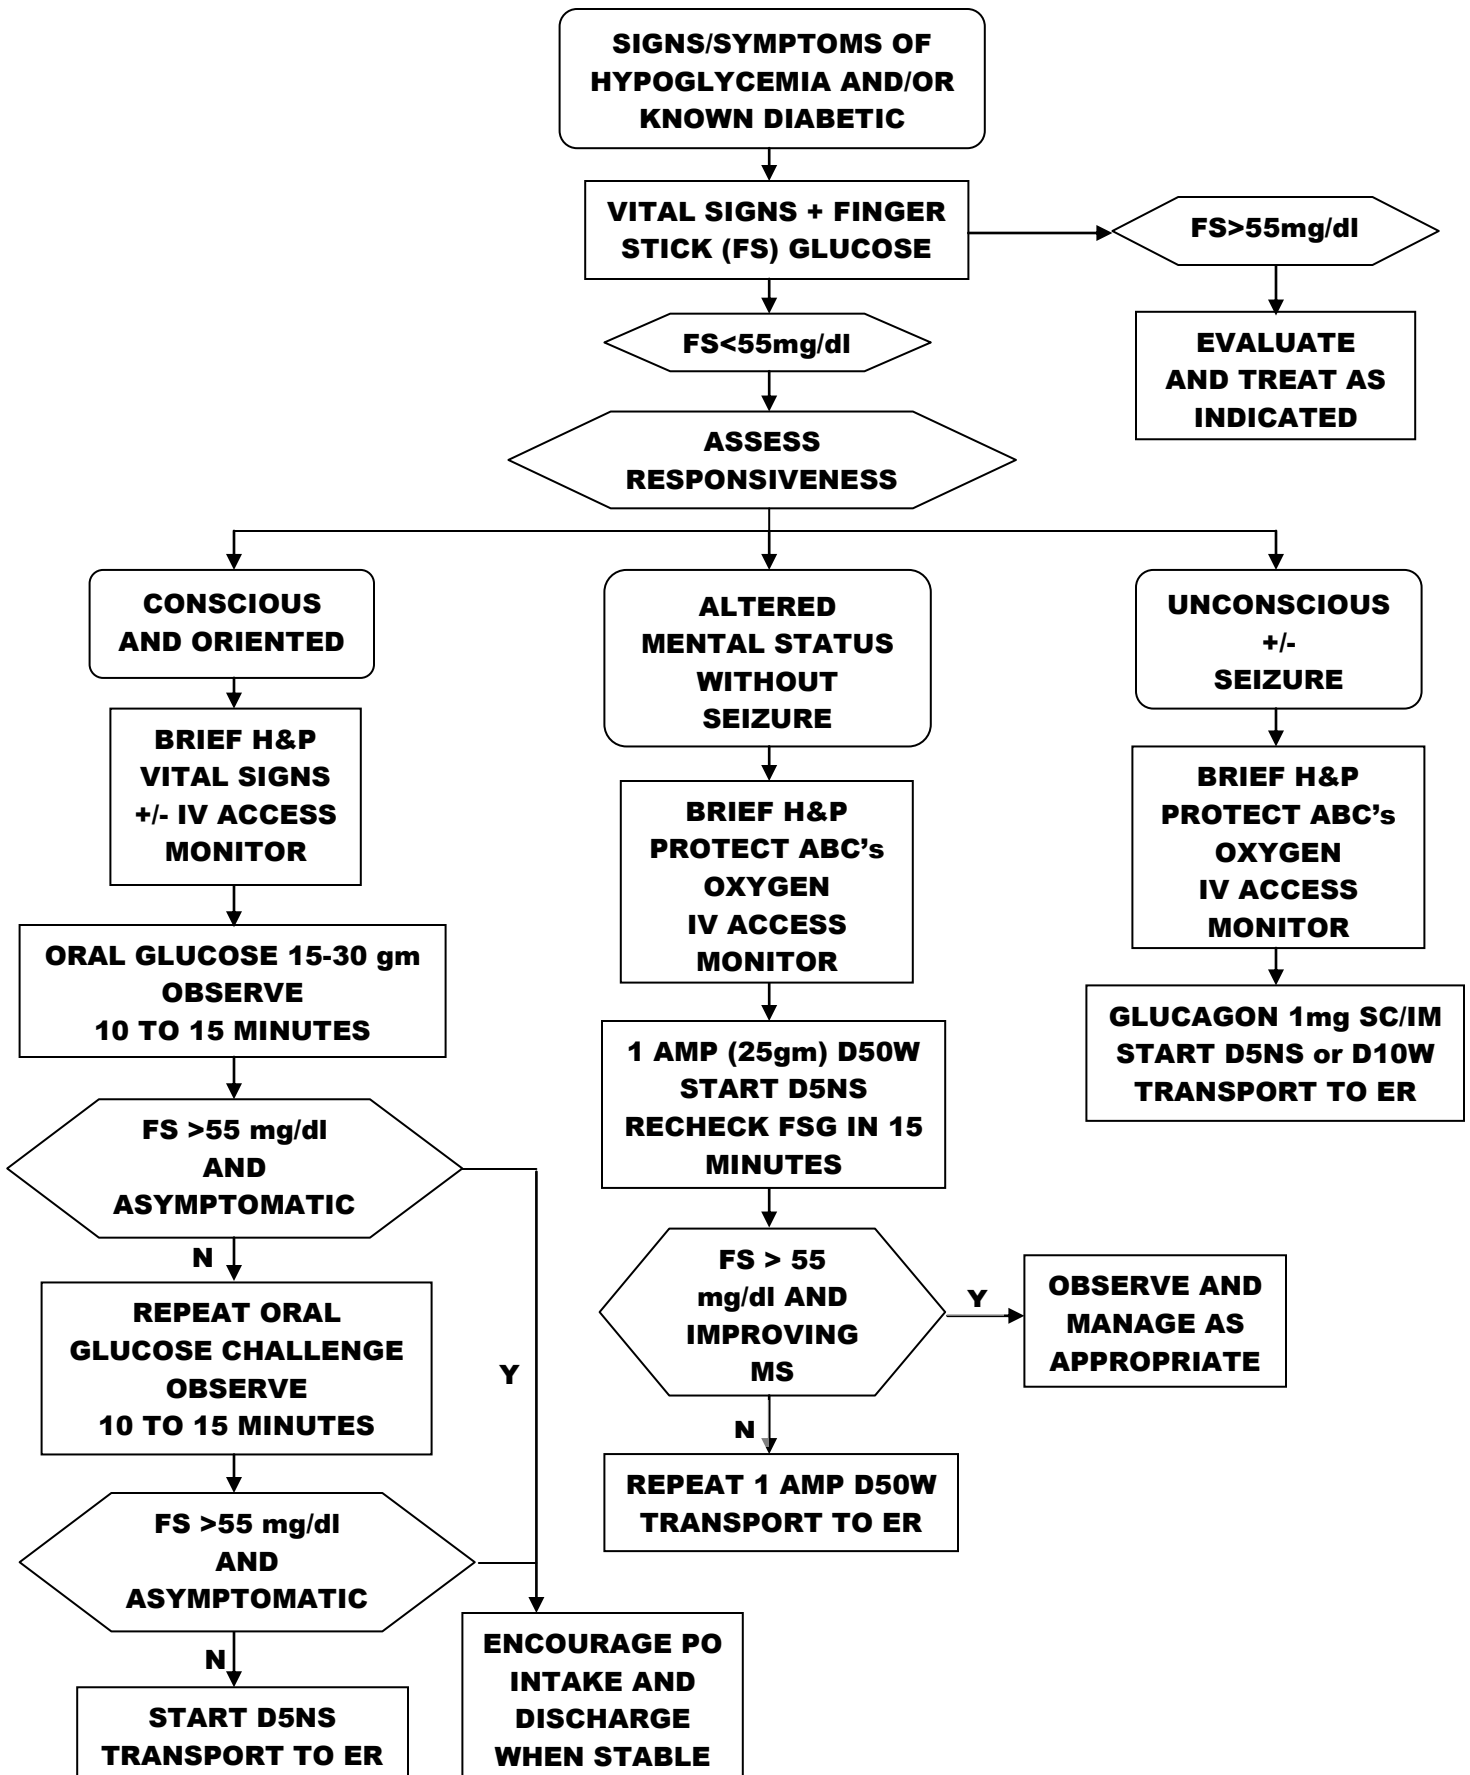 SIGNS/SYMPTOMS OF
HYPOGLYCEMIA AND/OR
KNOWN DIABETIC
VITAL SIGNS + FINGER
STICK (FS) GLUCOSE
FS>55mg/dl
EVALUATE
AND TREAT AS
INDICATED
FS<55mg/dl
ASSESS
RESPONSIVENESS
CONSCIOUS
AND ORIENTED
BRIEF H&P
VITAL SIGNS
+/- IV ACCESS
MONITOR
ORAL GLUCOSE 15-30 gm
OBSERVE
10 TO 15 MINUTES
FS >55 mg/dl
AND
ASYMPTOMATIC
N
REPEAT ORAL
GLUCOSE CHALLENGE
OBSERVE
10 TO 15 MINUTES
Y
FS >55 mg/dl
AND
ASYMPTOMATIC
N
START D5NS
TRANSPORT TO ER
ENCOURAGE PO
INTAKE AND
DISCHARGE
WHEN STABLE
ALTERED
MENTAL STATUS
WITHOUT
SEIZURE
BRIEF H&P
PROTECT ABC’s
OXYGEN
IV ACCESS
MONITOR
1 AMP (25gm) D50W
START D5NS
RECHECK FSG IN 15
MINUTES
FS > 55
mg/dl AND
IMPROVING
MS
Y
OBSERVE AND
MANAGE AS
APPROPRIATE
N
REPEAT 1 AMP D50W
TRANSPORT TO ER
UNCONSCIOUS
+/-
SEIZURE
BRIEF H&P
PROTECT ABC’s
OXYGEN
IV ACCESS
MONITOR
GLUCAGON 1mg SC/IM
START D5NS or D10W
TRANSPORT TO ER